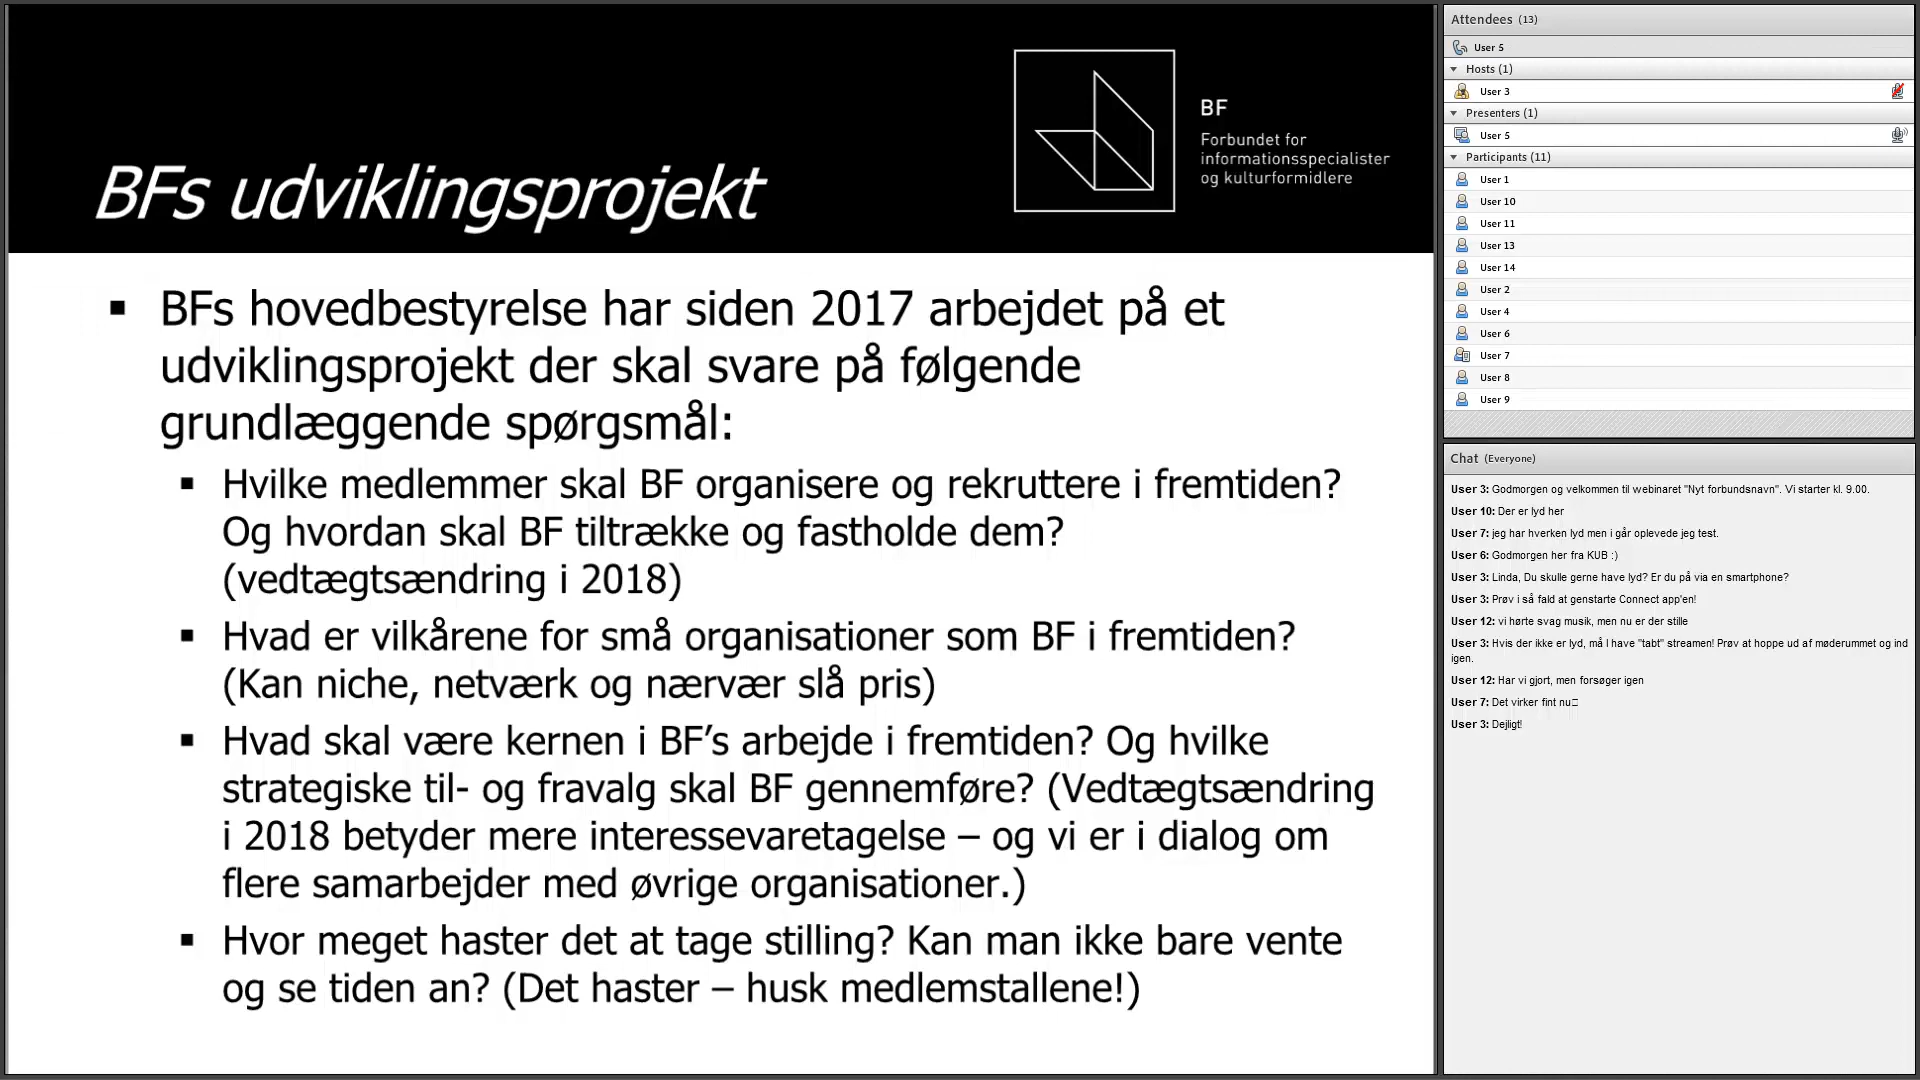 BFs udviklingsprojekt
BF
Forbundet for
informationsspecialister
og kulturformidlere
▪ BFs hovedbestyrelse har siden 2017 arbejdet på et
udviklingsprojekt der skal svare på følgende
grundlæggende spørgsmål:
▪ Hvilke medlemmer skal BF organisere og rekruttere i fremtiden?
Og hvordan skal BF tiltrække og fastholde dem?
(vedtægtsændring i 2018)
▪ Hvad er vilkårene for små organisationer som BF i fremtiden?
(Kan niche, netværk og nærvær slå pris)
▪ Hvad skal være kernen i BF’s arbejde i fremtiden? Og hvilke
strategiske til- og fravalg skal BF gennemføre? (Vedtægtsændring
i 2018 betyder mere interessevaretagelse – og vi er i dialog om
flere samarbejder med øvrige organisationer.)
▪ Hvor meget haster det at tage stilling? Kan man ikke bare vente
og se tiden an? (Det haster – husk medlemstallene!)
Attendees (13)
User 5
Hosts (1)
User 3
Presenters (1)
User 5
Participants (11)
User 1
User 10
User 11
User 13
User 14
User 2
User 4
User 6
User 7
User 8
User 9
Chat (Everyone)
User 3: Godmorgen og velkommen til webinaret "Nyt forbundsnavn". Vi starter kl. 9.00.
User 10: Der er lyd her
User 7: jeg har hverken lyd men i går oplevede jeg test.
User 6: Godmorgen her fra KUB :)
User 3: Linda, Du skulle gerne have lyd? Er du på via en smartphone?
User 3: Prøv i så fald at genstarte Connect app'en!
User 12: vi hørte svag musik, men nu er der stille
User 3: Hvis der ikke er lyd, må I have "tabt" streamen! Prøv at hoppe ud af møderummet og ind
igen.
User 12: Har vi gjort, men forsøger igen
User 7: Det virker fint nu□
User 3: Dejligt!